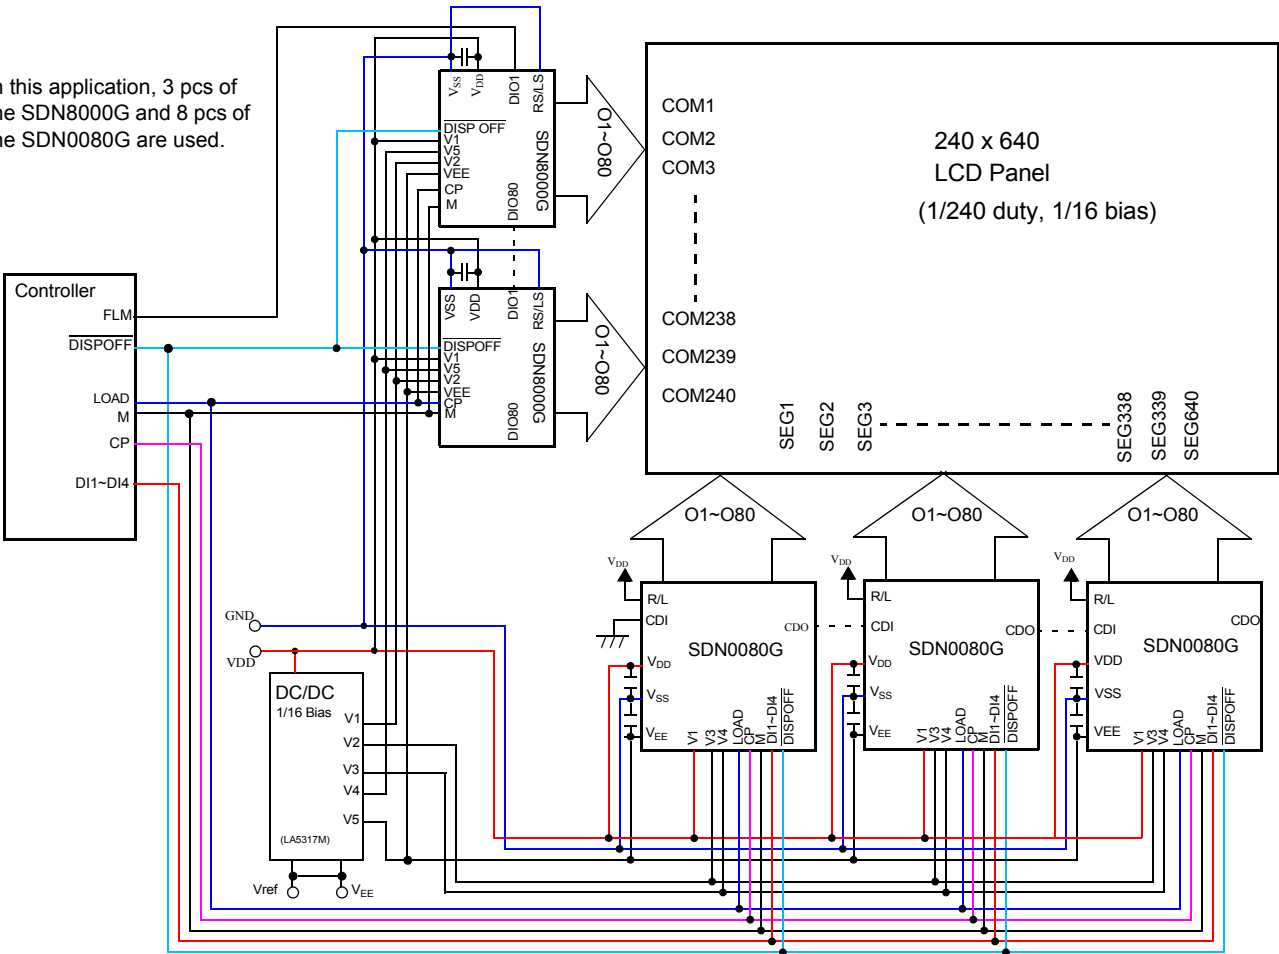 n this application, 3 pcs of
he SDN8000G and 8 pcs of
he SDN0080G are used.
VSS
VDD
DIO1
RS/LS
DISP OFF
V1
V5
V2
VEE
CP
M
SDN8000G
DIO80
O1~O80
VSS
VDD
DIO1
RS/LS
DISPOFF
V1
V5
V2
VEE
CP
M
SDN8000G
DIO80
O1~O80
COM1
COM2
COM3
COM238
COM239
COM240
240 x 640
LCD Panel
(1/240 duty, 1/16 bias)
SEG1
SEG2
SEG3
SEG338
SEG339
SEG640
Controller
FLM
DISPOFF
LOAD
M
CP
DI1~DI4
O1~O80
O1~O80
O1~O80
GND
VDD
DC/DC
1/16 Bias
V1
V2
V3
V4
V5
(LA5317M)
Vref
VEE
VDD
R/L
CDI
CDO
SDN0080G
VDD
VSS
VEE
V1
V3
V4
LOAD
CP
M
DI1~DI4
DISPOFF
VDD
R/L
CDI
CDO
SDN0080G
VDD
VSS
VEE
V1
V3
V4
LOAD
CP
M
DI1~DI4
DISPOFF
VDD
R/L
CDI
CDO
SDN0080G
VDD
VSS
VEE
V1
V3
V4
LOAD
CP
M
DI1~DI4
DISPOFF